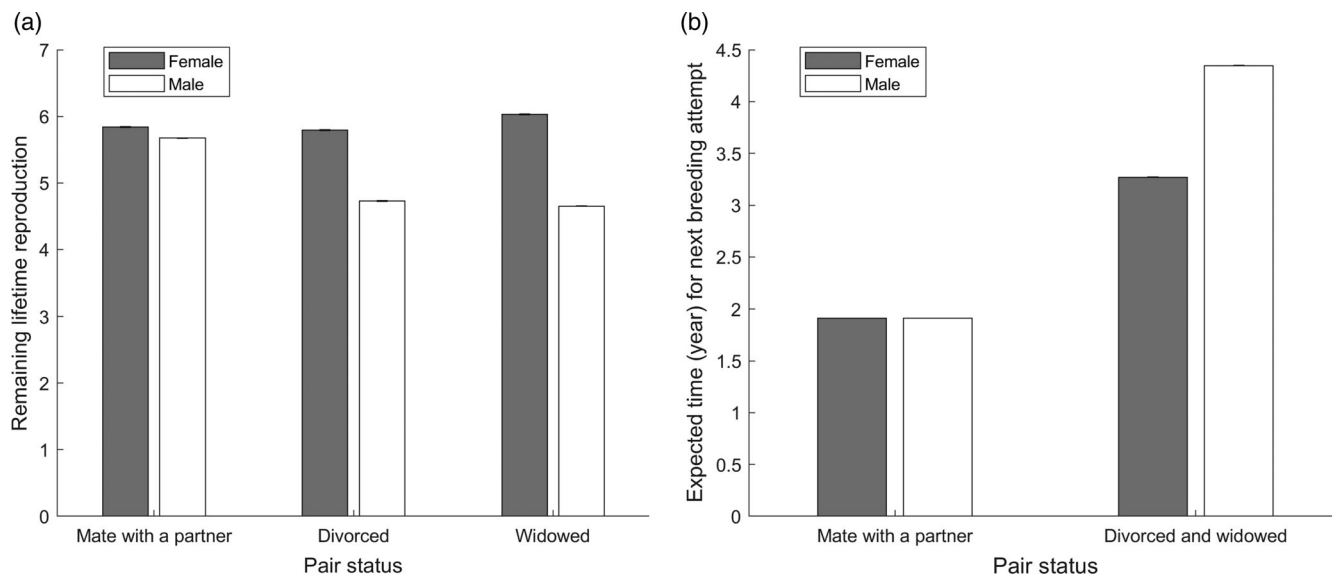 (a)
Remaining lifetime reproduction
7
6
5
4
3
2
1
0
Female
Male
Mate with a partner
Divorced
Widowed
Pair status
(b)
Expected time (year) for next breeding attempt
4.5
4
3.5
3
2.5
2
1.5
1
0.5
0
Female
Male
Mate with a partner
Divorced and widowed
Pair status